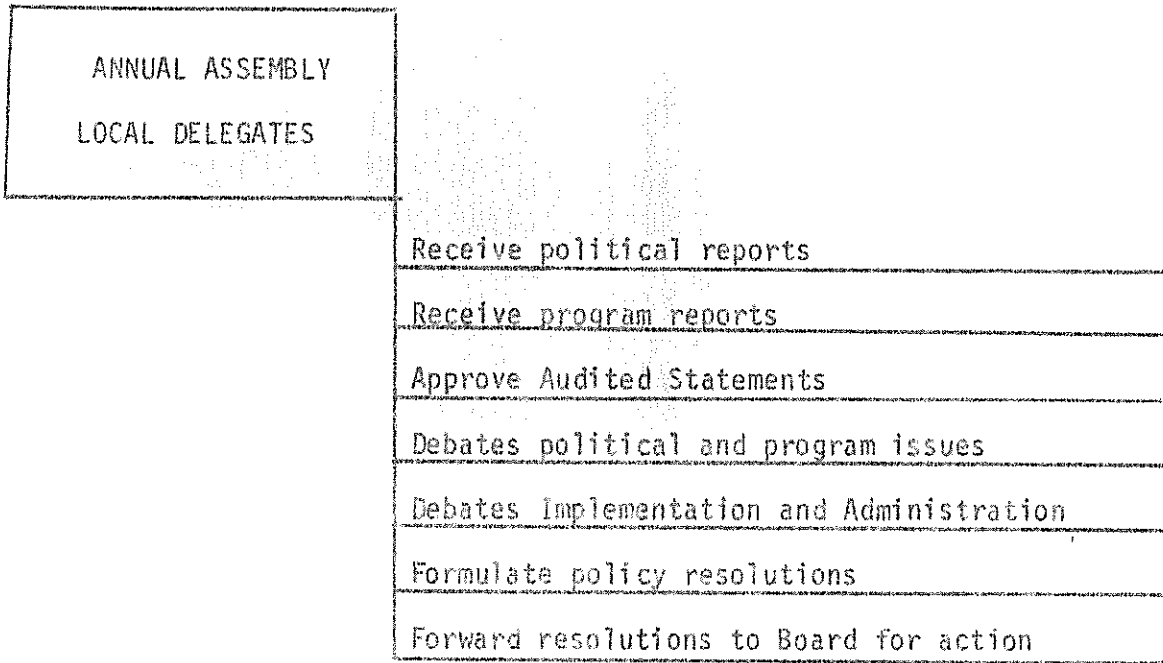 ANNUAL ASSEMBLY
LOCAL DELEGATES
Receive political reports
Receive program reports
Approve Audited Statements
Debates political and program issues
Debates Implementation and Administration
Formulate policy resolutions
Forward resolutions to Board for action